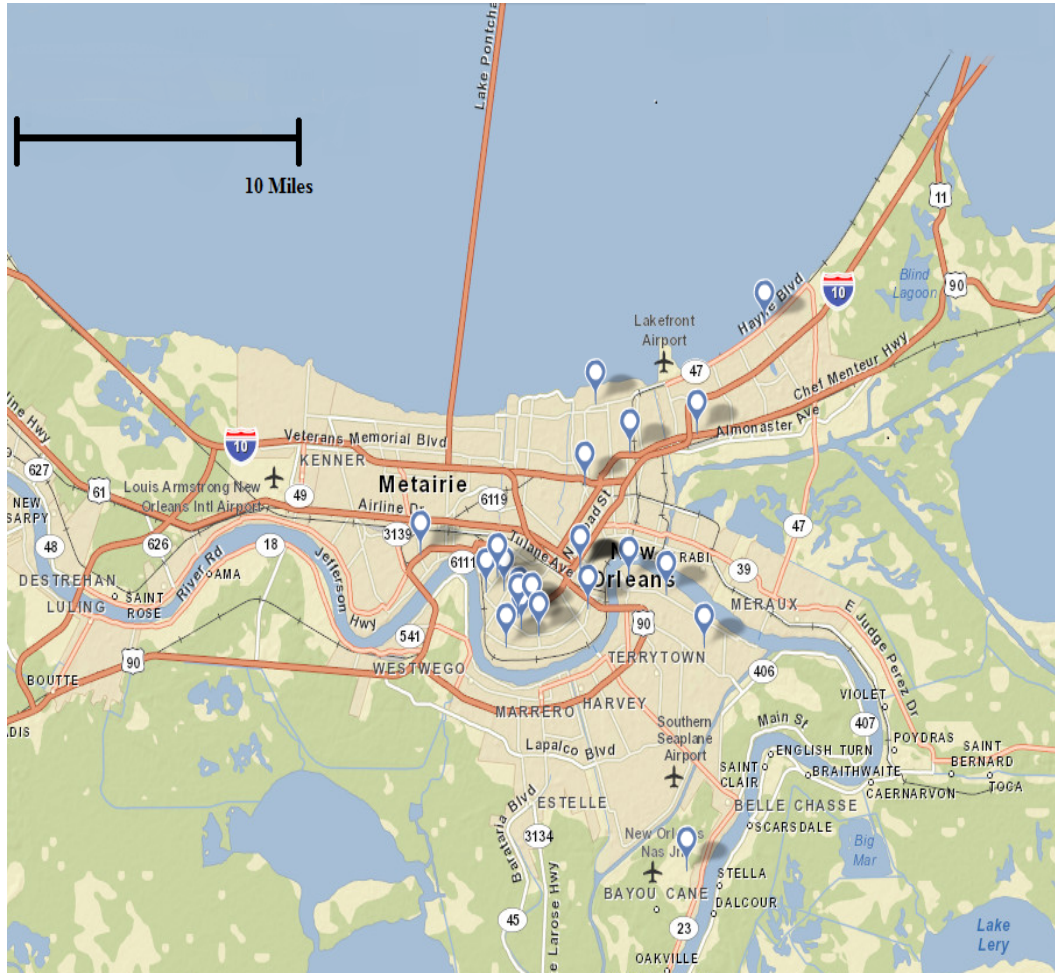 Lake Pontcha
10 Miles
11
90
Blind
Lagoon
10
Hayne Blvd
Lakefront
Airport
47
Chef Menteur Hwy
Almonaster Ave
Veterans Memorial Blvd
10
KENNER
line Hwy
627
61
Louis Armstrong New
Orleans Intl Airport
49
Metairie
6119
Airline Dr
NEW
SARPY
48
626
18
3139
6111
Tulane Ave
47
New
Orleans
RABI
39
MERAUX
DESTREHAN
LULING
SAINT
ROSE
AMA
River Rd
Jefferson
Hwy
541
90
E Judge Perez Dr
BOUTTE
90
WESTWEGO
TERRYTOWN
406
MARRERO
HARVEY
VIOLET
407
ADIS
Lapalco Blvd
Southern
Seaplane
Airport
Main St
POYDRAS
SAINT
BERNARD
ENGLISH TURN
SAINT
CLAIR
BRAITHWAITE
CAERNARVON
TOCA
ESTELLE
BELLE CHASSE
SCARSDALE
Barataria Blvd
3134
New Orleans
Nas Jr
Big
Mar
STELLA
BAYOU CANE
DALCOUR
45
e Larose Hwy
23
Lake
Lery
OAKVILLE